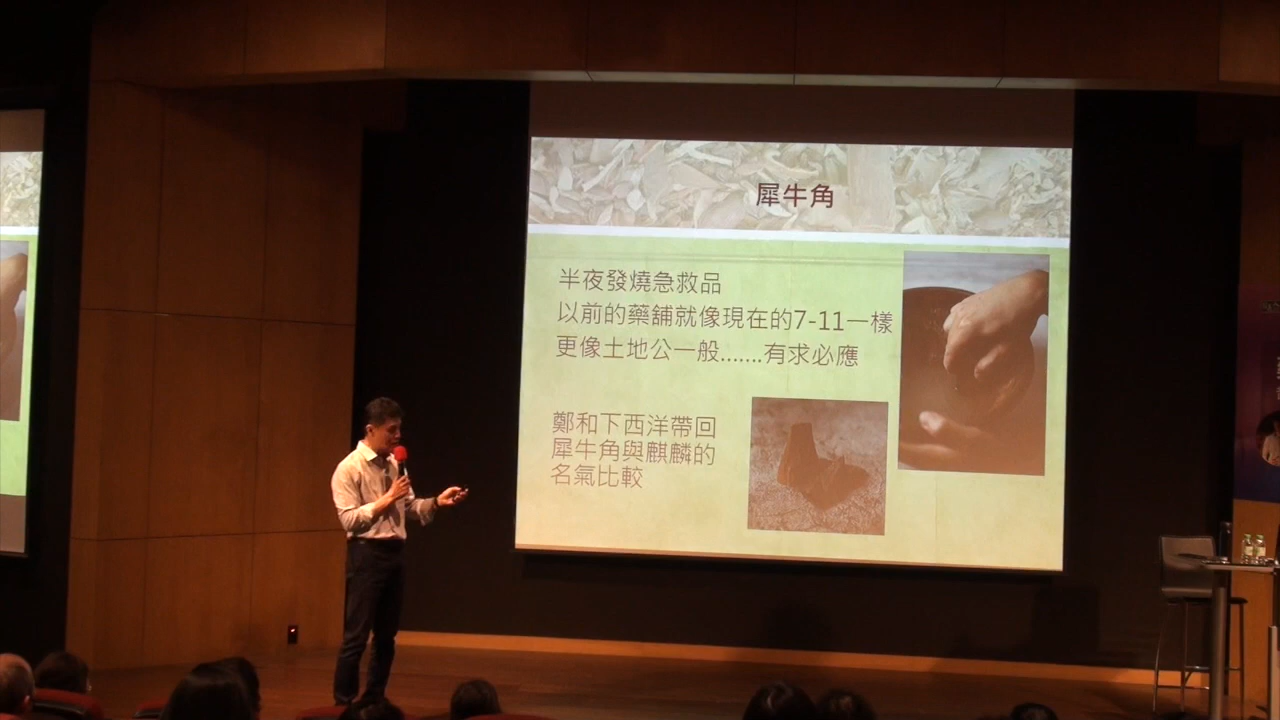 犀牛角
半夜發燒急救品
以前的藥舖就像現在的7-11一樣
更像土地公一般.......有求必應
鄭和下西洋帶回
犀牛角與麒麟的
名氣比較